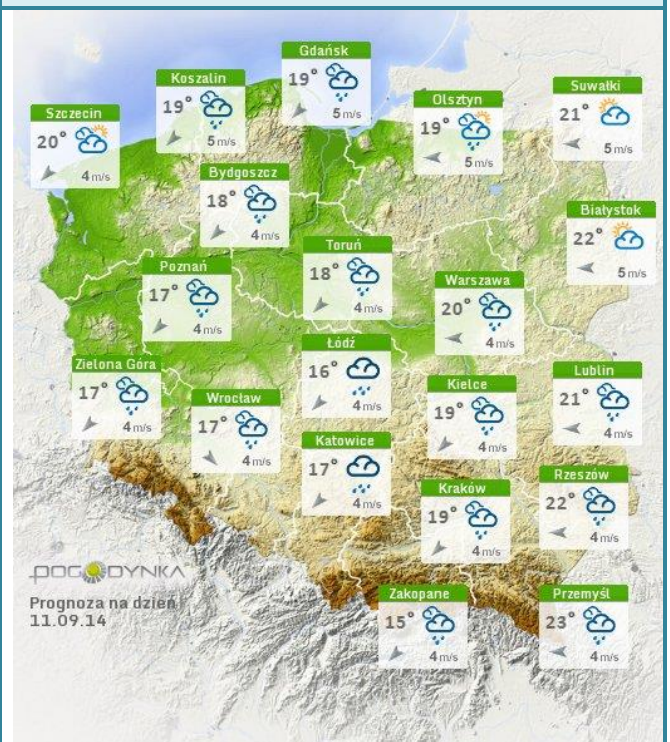 Gdańsk
19°
5 m/s
Koszalin
19°
5 m/s
Suwałki
21°
5 m/s
Olsztyn
19°
5 m/s
Szczecin
20°
4 m/s
Bydgoszcz
18°
4 m/s
Białystok
22°
5 m/s
Toruń
18°
4 m/s
Poznań
17°
4 m/s
Warszawa
20°
4 m/s
Łódź
16°
4 m/s
Zielona Góra
17°
4 m/s
Lublin
21°
4 m/s
Kielce
19°
4 m/s
Wrocław
17°
4 m/s
Katowice
17°
4 m/s
Rzeszów
22°
4 m/s
Kraków
19°
4 m/s
POGODYNKA
Prognoza na dzień
11.09.14
Zakopane
15°
4 m/s
Przemyśl
23°
4 m/s